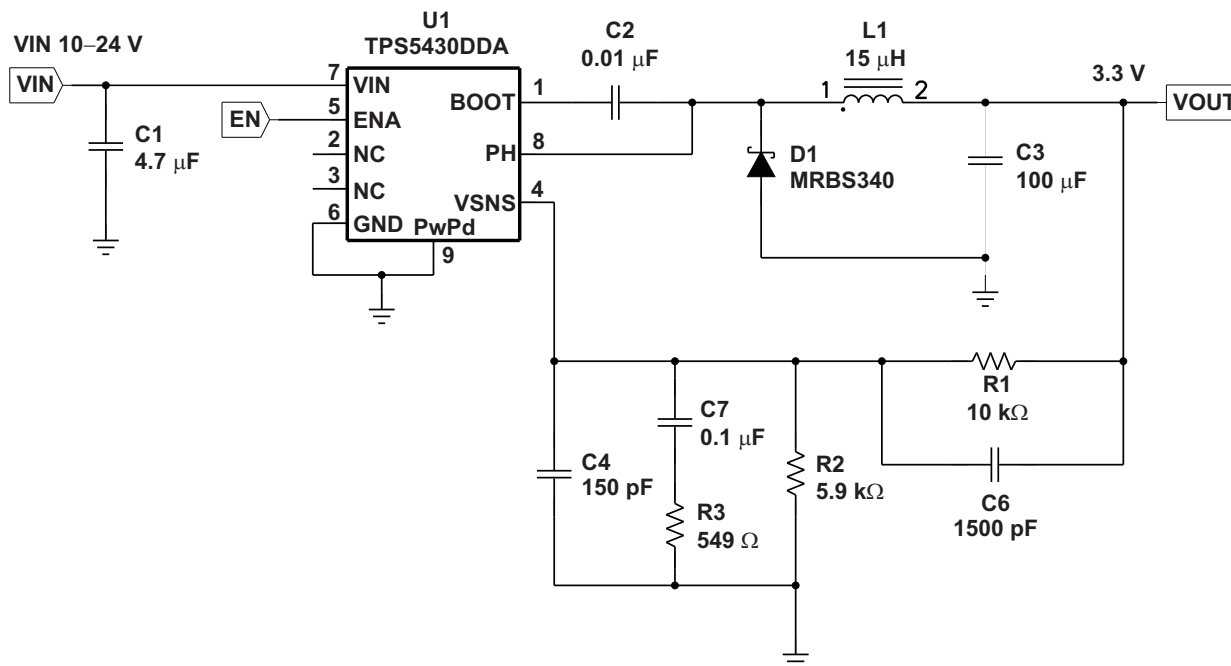 VIN 10–24 V
VIN
C1
4.7 μF
EN
U1
TPS5430DDA
7
VIN
5
ENA
2
NC
3
NC
6
GND
PwPd
9
BOOT
1
PH
8
VSNS
4
C2
0.01 μF
L1
15 μH
1
2
3.3 V
VOUT
D1
MRBS340
C3
100 μF
R1
10 kΩ
C7
0.1 μF
C4
150 pF
R2
5.9 kΩ
R3
549 Ω
C6
1500 pF